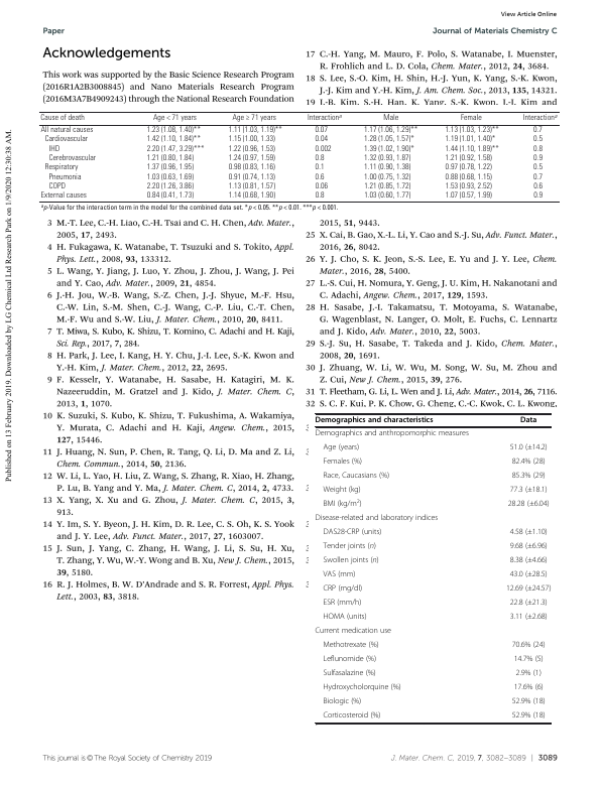 View Article Online
Paper
Journal of Materials Chemistry C
Acknowledgements
This work was supported by the Basic Science Research Program
(2016R1A2B3008845) and Nano Materials Research Program
(2016M3A7B4909243) through the National Research Foundation
17 C.-H. Yang, M. Mauro, F. Polo, S. Watanabe, I. Muenster,
R. Frohlich and L. D. Cola, Chem. Mater., 2012, 24, 3684.
18 S. Lee, S.-O. Kim, H. Shin, H.-J. Yun, K. Yang, S.-K. Kwon,
J.-J. Kim and Y.-H. Kim, J. Am. Chem. Soc., 2013, 135, 14321.
19 J.-B. Kim, S.-H. Han, K. Yang, S.-K. Kwon, J.-J. Kim and
Cause of death Age < 71 years Age ≥ 71 years Interactionª Male Female Interactionª
All natural causes 1.23 (1.08, 1.40)** 1.11 (1.03, 1.19)** 0.07 1.17 (1.06, 1.29)** 1.13 (1.03, 1.23)** 0.7
Cardiovascular 1.42 (1.10, 1.84)** 1.15 (1.00, 1.33) 0.04 1.28 (1.05, 1.57)* 1.19 (1.01, 1.40)* 0.5
IHD 2.20 (1.47, 3.29)*** 1.22 (0.96, 1.53) 0.002 1.39 (1.02, 1.90)* 1.44 (1.10, 1.89)** 0.8
Cerebrovascular 1.21 (0.80, 1.84) 1.24 (0.97, 1.59) 0.8 1.32 (0.93, 1.87) 1.21 (0.92, 1.58) 0.9
Respiratory 1.37 (0.96, 1.95) 0.98 (0.83, 1.16) 0.1 1.11 (0.90, 1.38) 0.97 (0.78, 1.22) 0.5
Pneumonia 1.03 (0.63, 1.69) 0.91 (0.74, 1.13) 0.6 1.00 (0.75, 1.32) 0.88 (0.68, 1.15) 0.7
COPD 2.20 (1.26, 3.86) 1.13 (0.81, 1.57) 0.06 1.21 (0.85, 1.72) 1.53 (0.93, 2.52) 0.6
External causes 0.84 (0.41, 1.73) 1.14 (0.68, 1.90) 0.8 1.03 (0.60, 1.77) 1.07 (0.57, 1.99) 0.9
ªp-Value for the interaction term in the model for the combined data set. *p < 0.05. **p < 0.01. ***p < 0.001.
3 M.-T. Lee, C.-H. Liao, C.-H. Tsai and C. H. Chen, Adv. Mater.,
2005, 17, 2493.
4 H. Fukagawa, K. Watanabe, T. Tsuzuki and S. Tokito, Appl.
Phys. Lett., 2008, 93, 133312.
5 L. Wang, Y. Jiang, J. Luo, Y. Zhou, J. Zhou, J. Wang, J. Pei
and Y. Cao, Adv. Mater., 2009, 21, 4854.
6 J.-H. Jou, W.-B. Wang, S.-Z. Chen, J.-J. Shyue, M.-F. Hsu,
C.-W. Lin, S.-M. Shen, C.-J. Wang, C.-P. Liu, C.-T. Chen,
M.-F. Wu and S.-W. Liu, J. Mater. Chem., 2010, 20, 8411.
7 T. Miwa, S. Kubo, K. Shizu, T. Komino, C. Adachi and H. Kaji,
Sci. Rep., 2017, 7, 284.
8 H. Park, J. Lee, I. Kang, H. Y. Chu, J.-I. Lee, S.-K. Kwon and
Y.-H. Kim, J. Mater. Chem., 2012, 22, 2695.
9 F. Kesselr, Y. Watanabe, H. Sasabe, H. Katagiri, M. K.
Nazeeruddin, M. Gratzel and J. Kido, J. Mater. Chem. C,
2013, 1, 1070.
10 K. Suzuki, S. Kubo, K. Shizu, T. Fukushima, A. Wakamiya,
Y. Murata, C. Adachi and H. Kaji, Angew. Chem., 2015,
127, 15446.
11 J. Huang, N. Sun, P. Chen, R. Tang, Q. Li, D. Ma and Z. Li,
Chem. Commun., 2014, 50, 2136.
12 W. Li, L. Yao, H. Liu, Z. Wang, S. Zhang, R. Xiao, H. Zhang,
P. Lu, B. Yang and Y. Ma, J. Mater. Chem. C, 2014, 2, 4733.
13 X. Yang, X. Xu and G. Zhou, J. Mater. Chem. C, 2015, 3,
913.
14 Y. Im, S. Y. Byeon, J. H. Kim, D. R. Lee, C. S. Oh, K. S. Yook
and J. Y. Lee, Adv. Funct. Mater., 2017, 27, 1603007.
15 J. Sun, J. Yang, C. Zhang, H. Wang, J. Li, S. S. Su, H. Xu,
T. Zhang, Y. Wu, W.-Y. Wong and B. Xu, New J. Chem., 2015,
39, 5180.
16 R. J. Holmes, B. W. D'Andrade and S. R. Forrest, Appl. Phys.
Lett., 2003, 83, 3818.
2015, 51, 9443.
25 X. Cai, B. Gao, X.-L. Li, Y. Cao and S.-J. Su, Adv. Funct. Mater.,
2016, 26, 8042.
26 Y. J. Cho, S. K. Jeon, S.-S. Lee, E. Yu and J. Y. Lee, Chem.
Mater., 2016, 28, 5400.
27 L.-S. Cui, H. Nomura, Y. Geng, J. U. Kim, H. Nakanotani and
C. Adachi, Angew. Chem., 2017, 129, 1593.
28 H. Sasabe, J.-I. Takamatsu, T. Motoyama, S. Watanabe,
G. Wagenblast, N. Langer, O. Molt, E. Fuchs, C. Lennartz
and J. Kido, Adv. Mater., 2010, 22, 5003.
29 S.-J. Su, H. Sasabe, T. Takeda and J. Kido, Chem. Mater.,
2008, 20, 1691.
30 J. Zhuang, W. Li, W. Wu, M. Song, W. Su, M. Zhou and
Z. Cui, New J. Chem., 2015, 39, 276.
31 T. Fleetham, G. Li, L. Wen and J. Li, Adv. Mater., 2014, 26, 7116.
32 S. C. F. Kui, P. K. Chow, G. Cheng, C.-C. Kwok, C. L. Kwong,
Demographics and characteristics Data
Demographics and anthropomorphic measures
Age (years) 51.0 (±14.2)
Females (%) 82.4% (28)
Race, Caucasians (%) 85.3% (29)
Weight (kg) 77.3 (±18.1)
BMI (kg/m²) 28.28 (±6.04)
Disease-related and laboratory indices
DAS28-CRP (units) 4.58 (±1.10)
Tender joints (n) 9.68 (±6.96)
Swollen joints (n) 8.38 (±4.66)
VAS (mm) 43.0 (±28.5)
CRP (mg/dl) 12.69 (±24.57)
ESR (mm/h) 22.8 (±21.3)
HOMA (units) 3.11 (±2.68)
Current medication use
Methotrexate (%) 70.6% (24)
Leflunomide (%) 14.7% (5)
Sulfasalazine (%) 2.9% (1)
Hydroxycholorquine (%) 17.6% (6)
Biologic (%) 52.9% (18)
Corticosteroid (%) 52.9% (18)
Published on 13 February 2019. Downloaded by LG Chemical Ltd Research Park on 1/9/2020 12:30:38 AM.
This journal is © The Royal Society of Chemistry 2019
J. Mater. Chem. C, 2019, 7, 3082–3089 | 3089